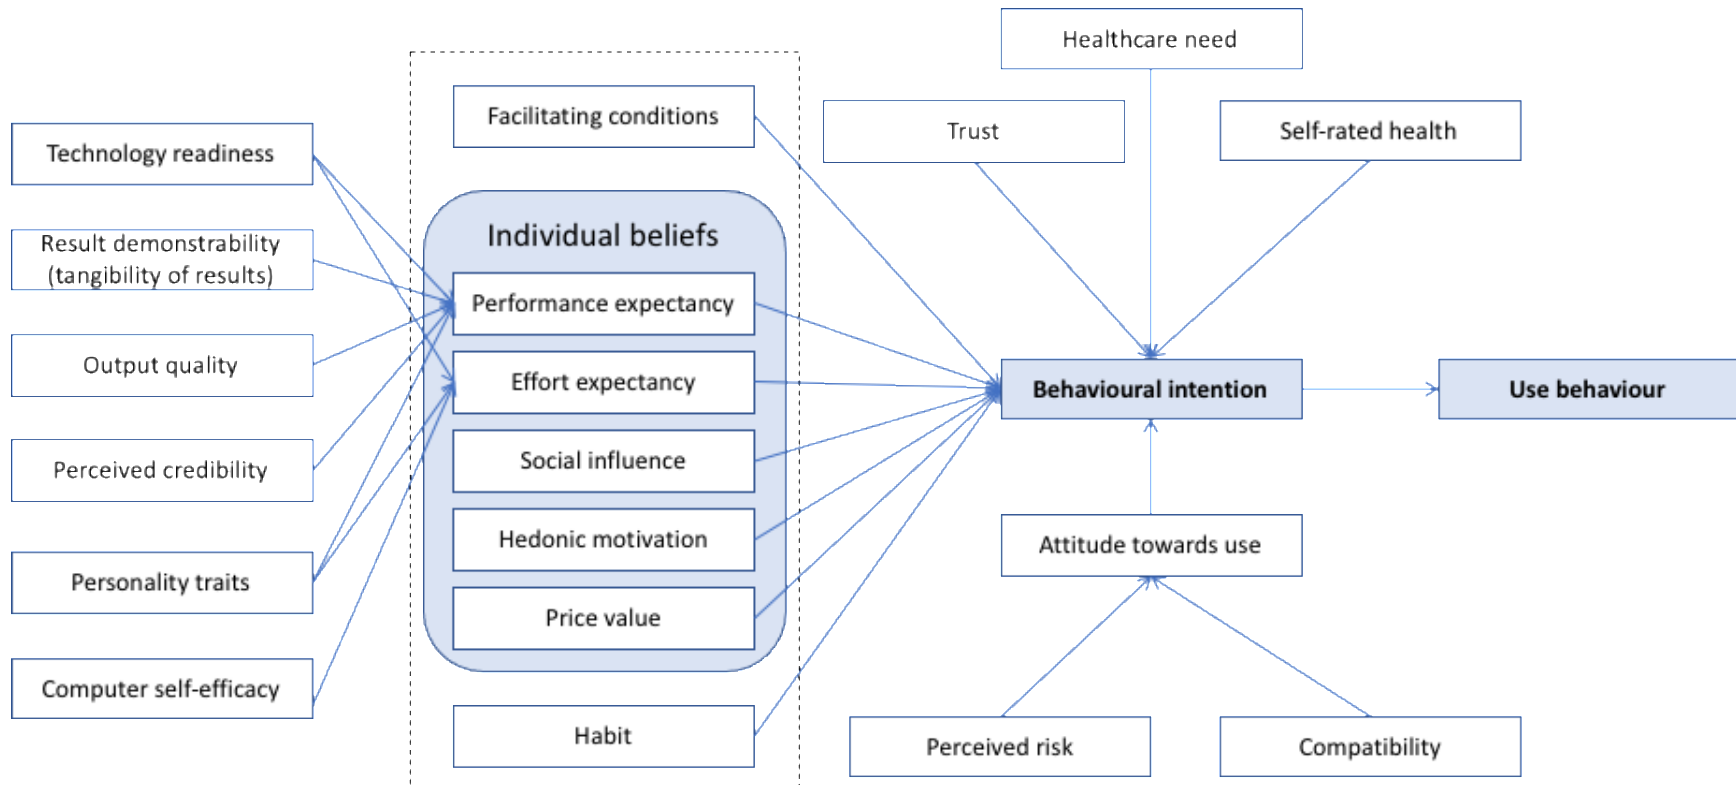 Healthcare need
Facilitating conditions
Trust
Self-rated health
Technology readiness
Individual beliefs
Result demonstrability
(tangibility of results)
Performance expectancy
Output quality
Effort expectancy
Behavioural intention
Use behaviour
Perceived credibility
Social influence
Hedonic motivation
Attitude towards use
Personality traits
Price value
Computer self-efficacy
Habit
Perceived risk
Compatibility